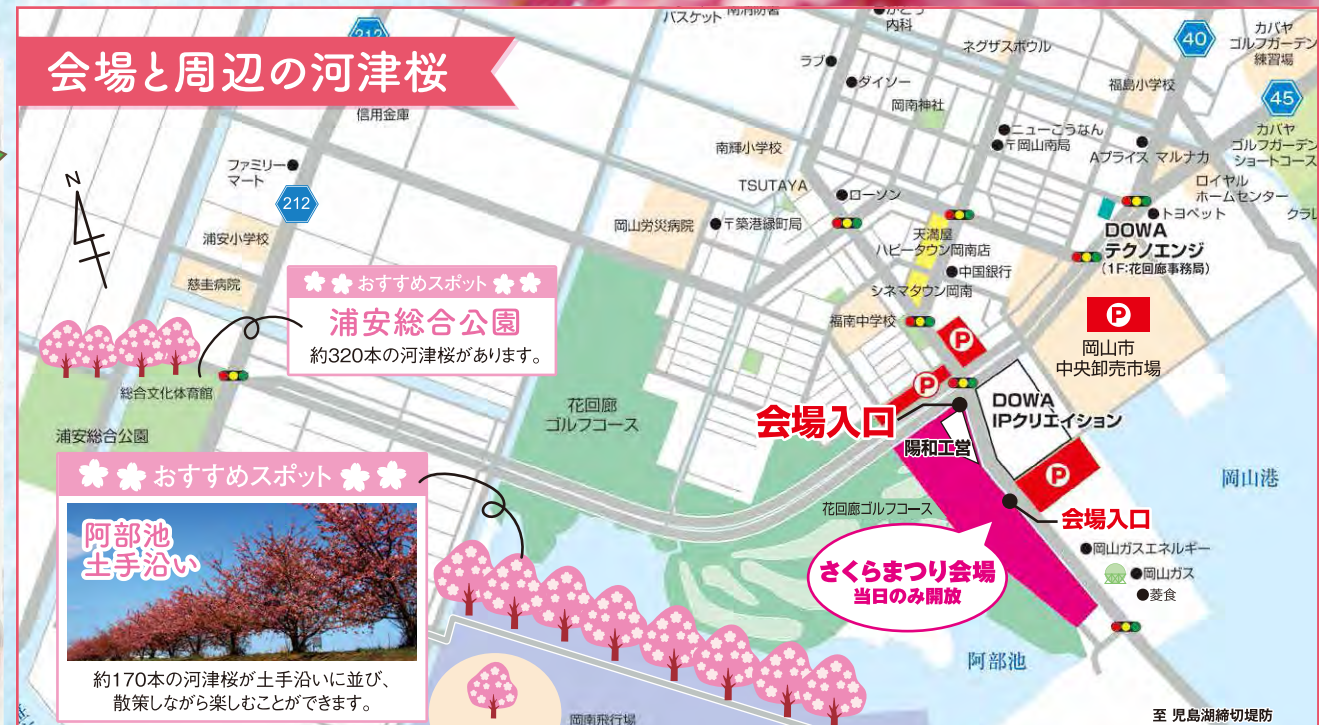 会場と周辺の河津桜
バスケット
内科
ネグザスボウル
40
カバヤ
ゴルフガーデン
練習場
ラブ
ダイソー
福島小学校
岡南神社
45
212
信用金庫
ニューこうなん
〒岡山南局
カバヤ
ゴルフガーデン
ショートコース
Aプライス
マルナカ
南輝小学校
ファミリー
マート
N
212
TSUTAYA
ローソン
ロイヤル
ホームセンター
トヨペット
岡山労災病院
〒築港緑町局
浦安小学校
天満屋
ハピータウン岡南店
DOWA
テクノエンジ
(1F:花回廊事務局)
中国銀行
シネマタウン岡南
慈圭病院
おすすめスポット
浦安総合公園
約320本の河津桜があります。
福南中学校
P
P
P
岡山市
中央卸売市場
総合文化体育館
浦安総合公園
花回廊
ゴルフコース
会場入口
DOWA
IPクリエイション
陽和工営
P
岡山港
おすすめスポット
阿部池
土手沿い
約170本の河津桜が土手沿いに並び、
散策しながら楽しむことができます。
花回廊ゴルフコース
会場入口
さくらまつり会場
当日のみ開放
岡山ガスエネルギー
岡山ガス
菱食
阿部池
岡南飛行場
至 児島湖締切堤防